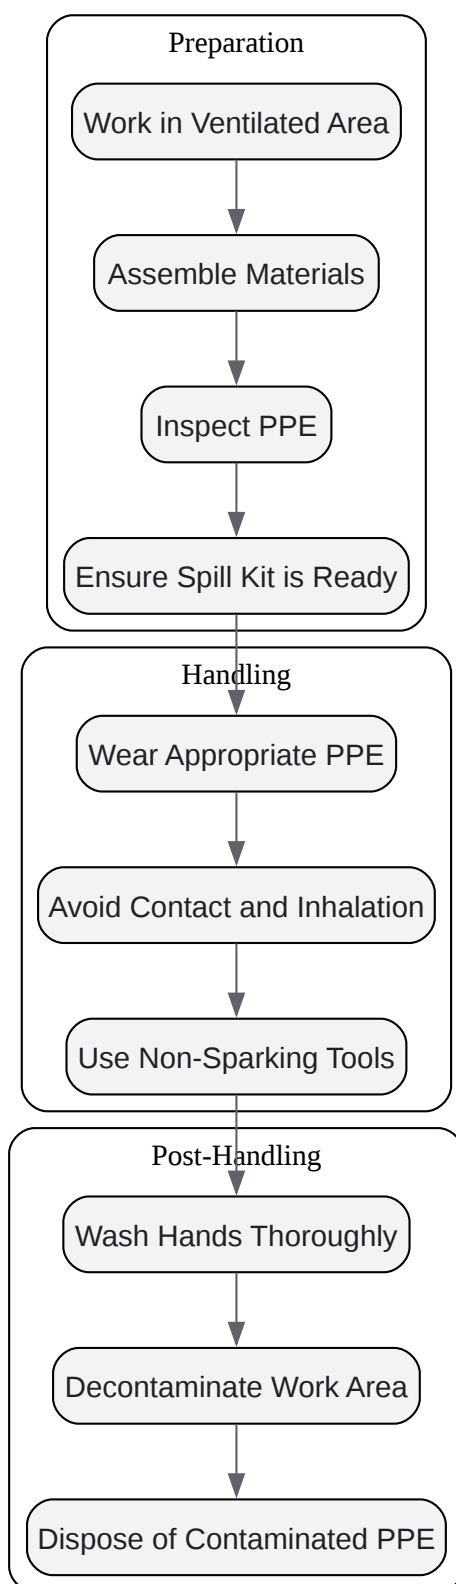 Preparation
Work in Ventilated Area
Assemble Materials
Inspect PPE
Ensure Spill Kit is Ready
Handling
Wear Appropriate PPE
Avoid Contact and Inhalation
Use Non-Sparking Tools
Post-Handling
Wash Hands Thoroughly
Decontaminate Work Area
Dispose of Contaminated PPE